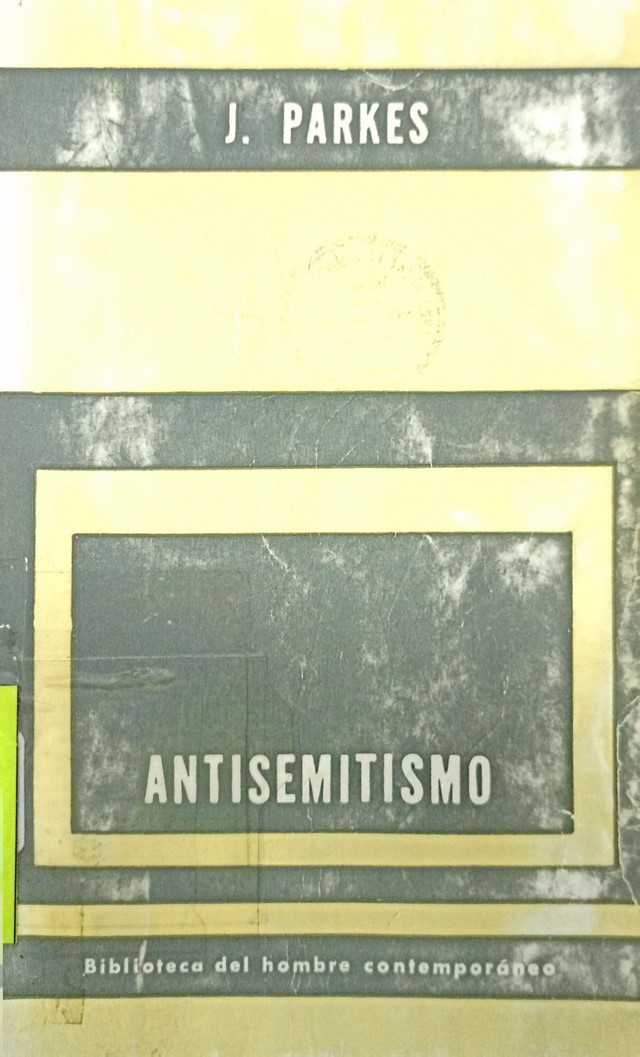 J. PARKES
ANTISEMITISMO
Biblioteca del hombre contemporáneo